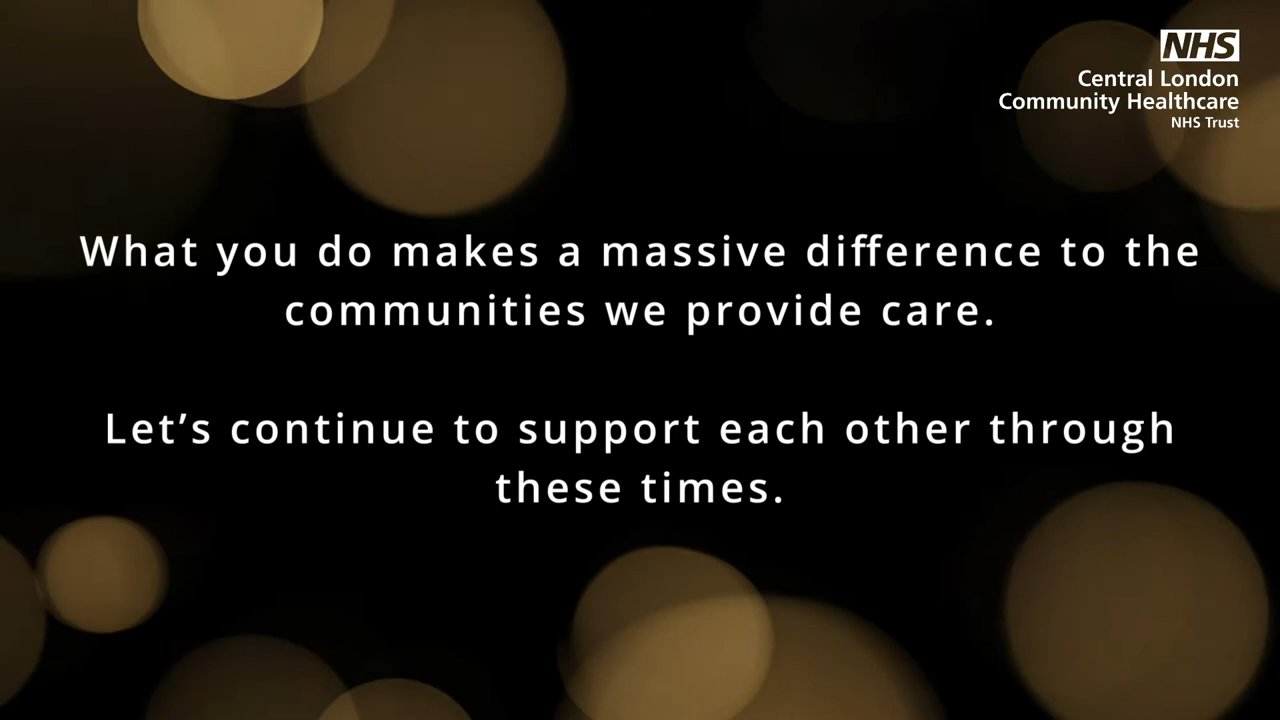 NHS
Central London
Community Healthcare
NHS Trust
What you do makes a massive difference to the
communities we provide care.
Let’s continue to support each other through
these times.